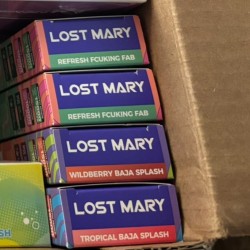 LOST MARY
REFRESH FCUKING FAB
LOST MARY
REFRESH FCUKING FAB
LOST MARY
WILDBERRY BAJA SPLASH
LOST MARY
TROPICAL BAJA SPLASH